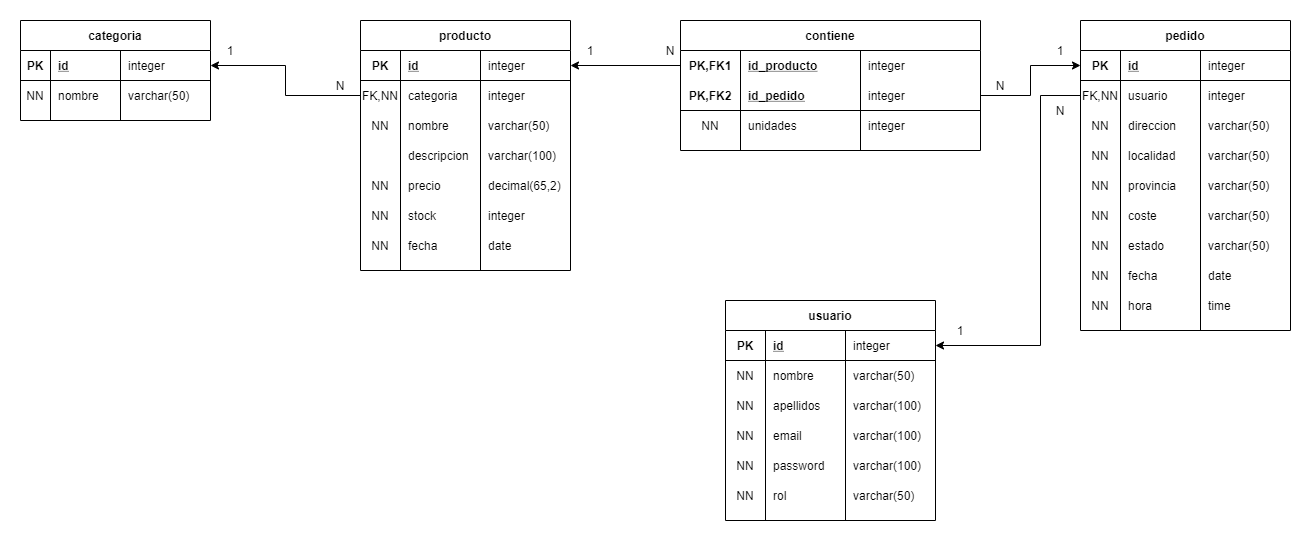 categoria
PK id integer
NN nombre varchar(50)
1
N
producto
PK id integer
FK,NN categoria integer
NN nombre varchar(50)
descripcion varchar(100)
NN precio decimal(65,2)
NN stock integer
NN fecha date
1
N
contiene
PK,FK1 id_producto integer
PK,FK2 id_pedido integer
NN unidades integer
1
N
pedido
PK id integer
FK,NN usuario integer
NN direccion varchar(50)
NN localidad varchar(50)
NN provincia varchar(50)
NN coste varchar(50)
NN estado varchar(50)
NN fecha date
NN hora time
N
1
usuario
PK id integer
NN nombre varchar(50)
NN apellidos varchar(100)
NN email varchar(100)
NN password varchar(100)
NN rol varchar(50)